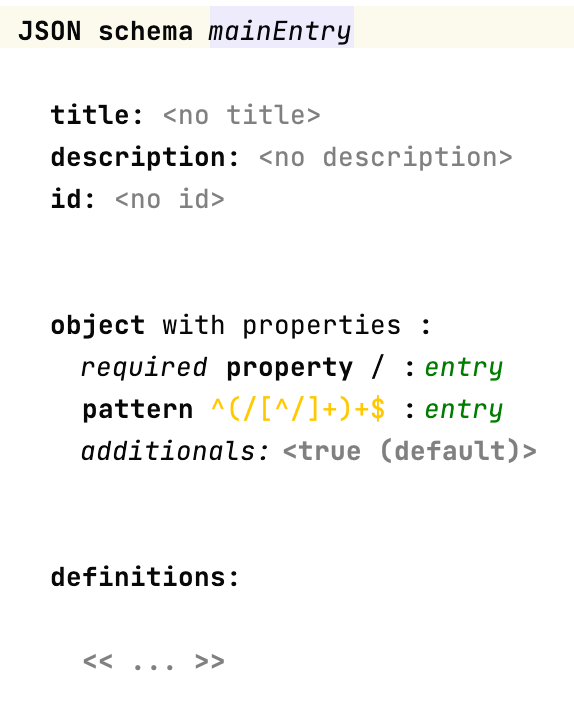 JSON schema mainEntry
title: <no title>
description: <no description>
id: <no id>
object with properties :
required property / : entry
pattern ^(/[^/]+)+$ : entry
additionals: <true (default)>
definitions:
<< ... >>